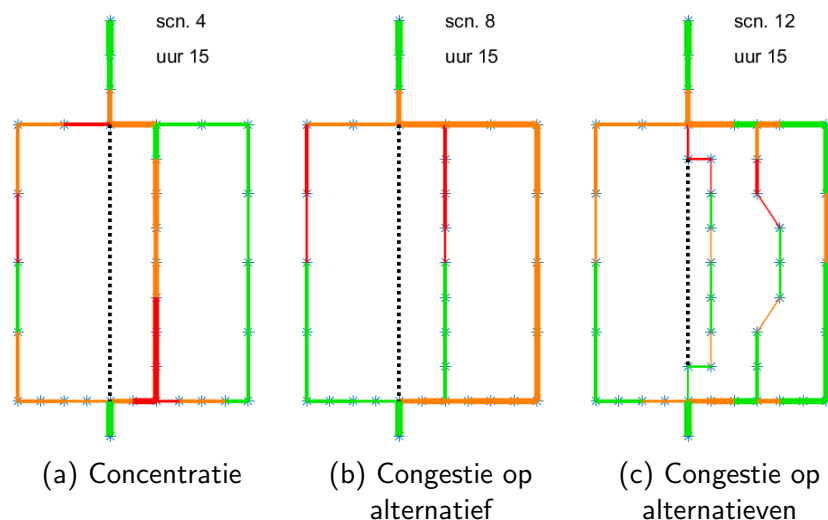 scn. 4
uur 15
scn. 8
uur 15
scn. 12
uur 15
(a) Concentratie
(b) Congestie op
alternatief
(c) Congestie op
alternatieven